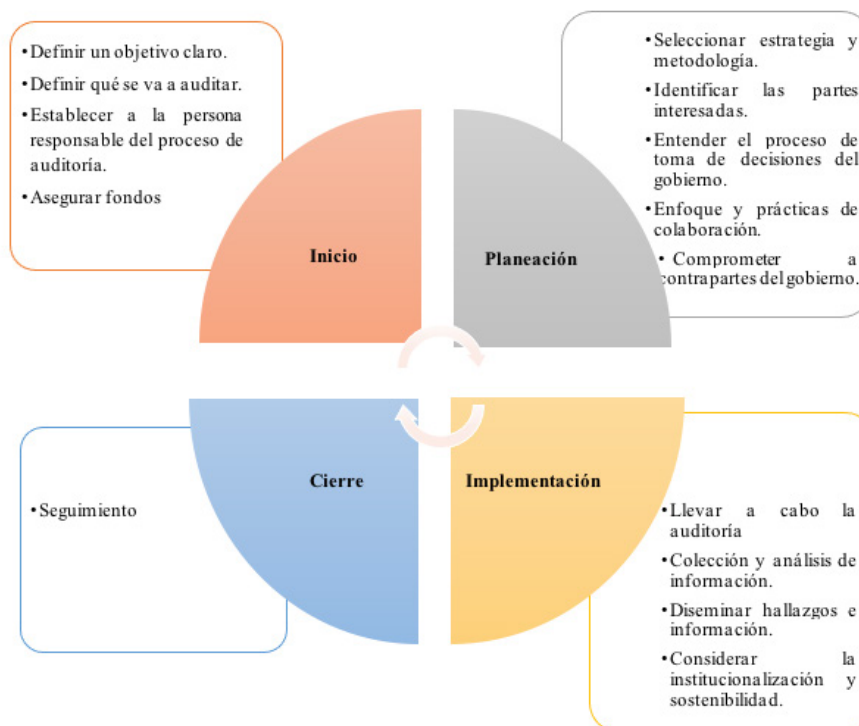 •Definir un objetivo claro.
•Definir qué se va a auditar.
•Establecer a la persona
responsable del proceso de
auditoría.
•Asegurar fondos
Inicio
•Seleccionar estrategia y
metodología.
•Identificar las partes
interesadas.
•Entender el proceso de
toma de decisiones del
gobierno.
•Enfoque y prácticas de
colaboración.
• Comprometer a
contrapartes del gobierno.
Planeación
•Seguimiento
Cierre
Implementación
•Llevar a cabo la
auditoría
•Colección y análisis de
información.
•Diseminar hallazgos e
información.
•Considerar la
institucionalización y
sostenibilidad.